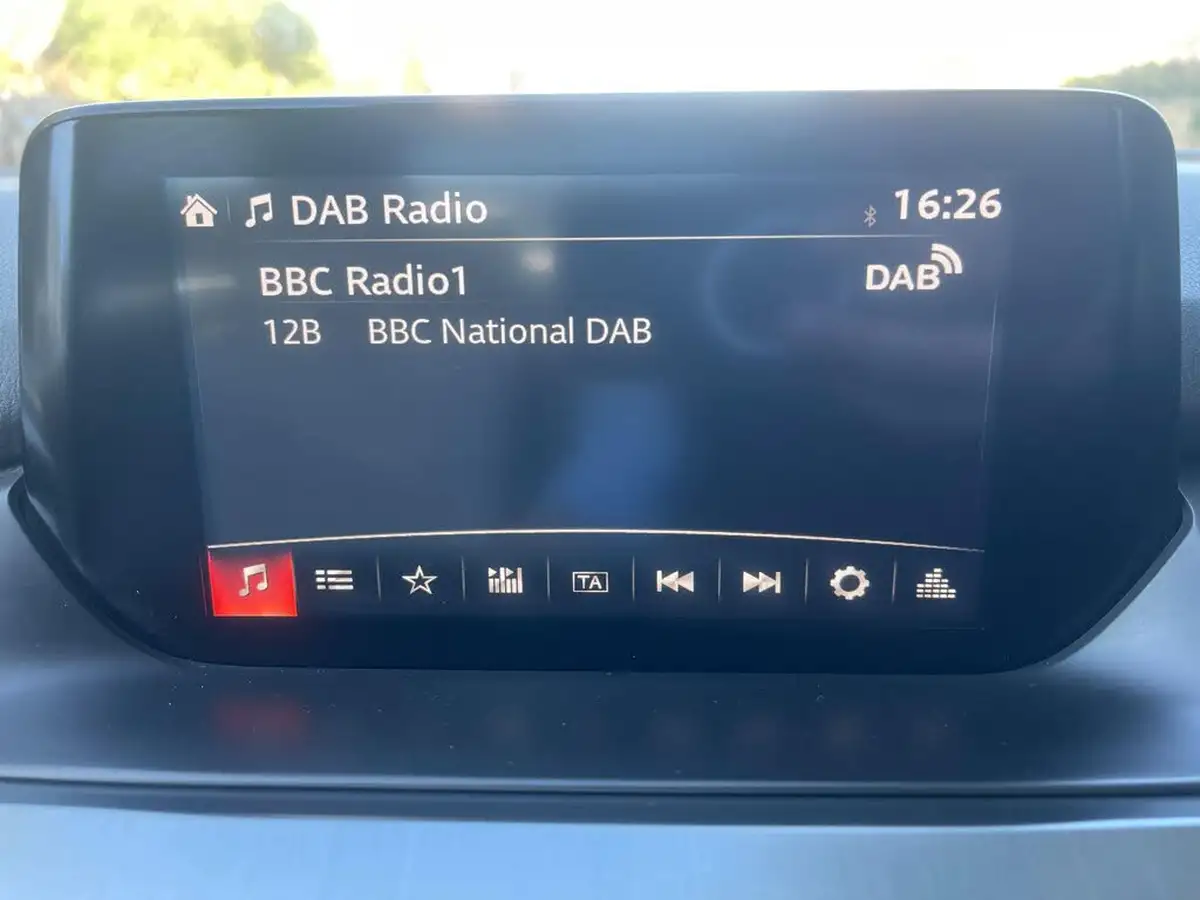 DAB Radio 16:26
BBC Radio1 DAB
12B BBC National DAB
TA